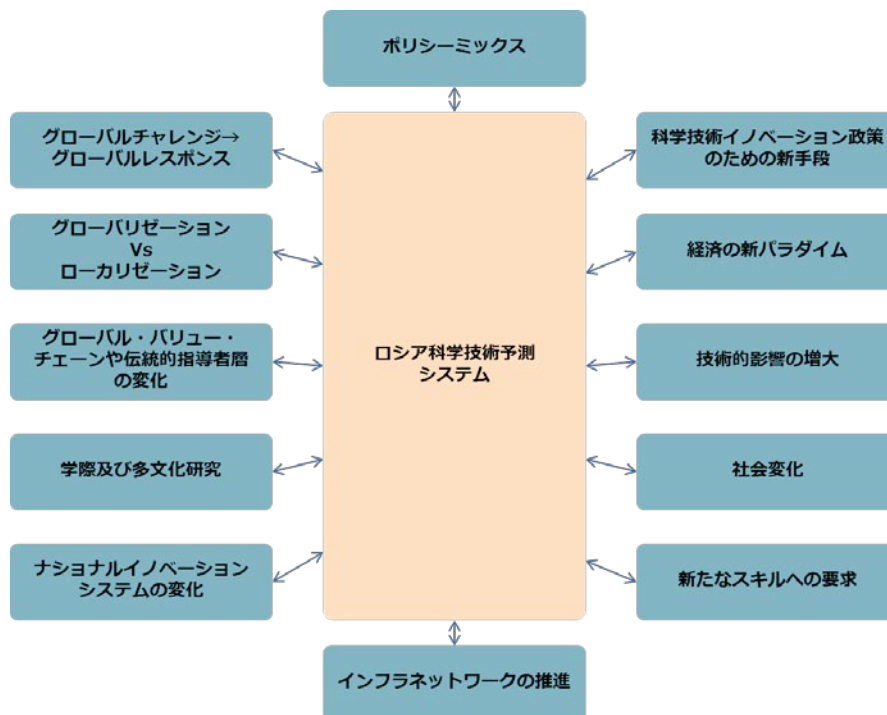 ポリシーミックス
グローバルチャレンジ→
グローバルレスポンス
科学技術イノベーション政策
のための新手段
グローバリゼーション
Vs
ローカリゼーション
経済の新パラダイム
グローバル・バリュー・
チェーンや伝統的指導者層
の変化
ロシア科学技術予測
システム
技術的影響の増大
学際及び多文化研究
社会変化
ナショナルイノベーション
システムの変化
新たなスキルへの要求
インフラネットワークの推進